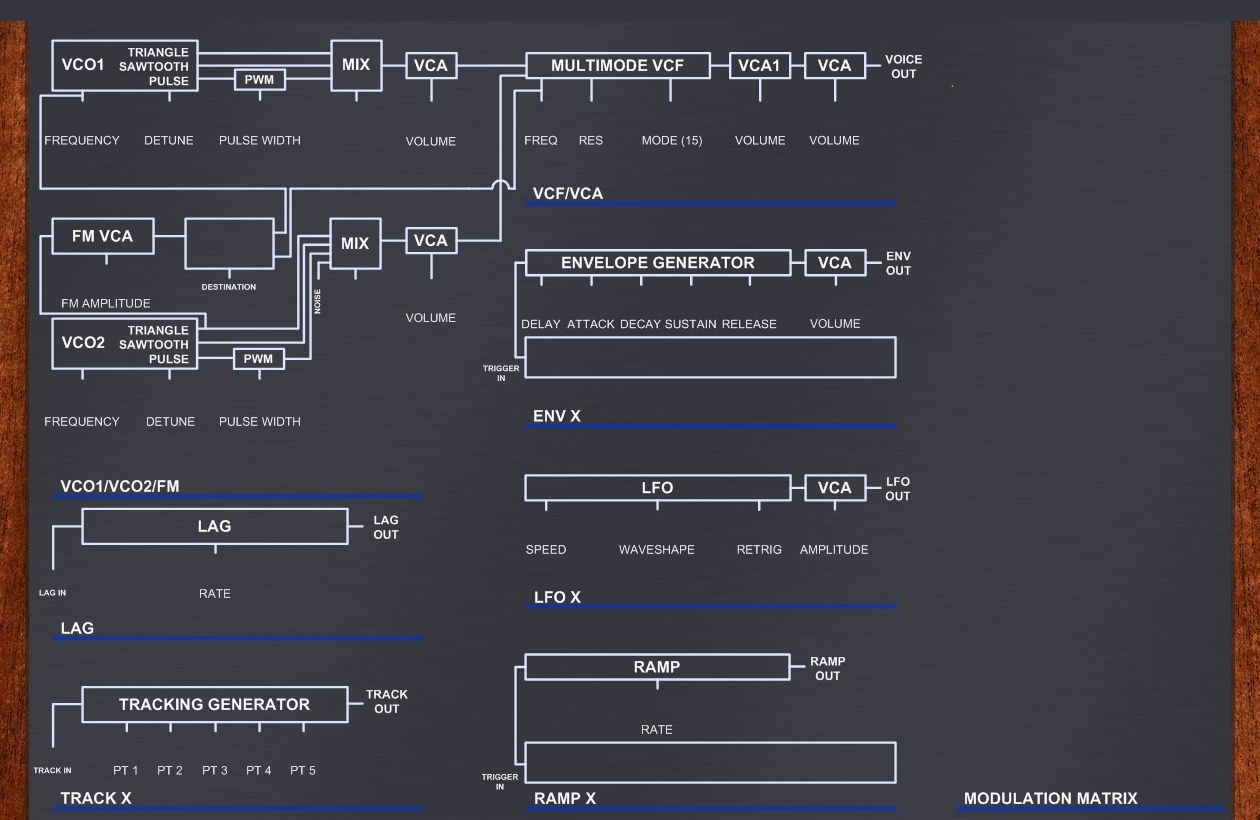 VCO1
TRIANGLE
SAWTOOTH
PULSE
PWM
MIX
VCA
FREQUENCY DETUNE PULSE WIDTH VOLUME
MULTIMODE VCF VCA1 VCA VOICE
OUT
FREQ RES MODE (15) VOLUME VOLUME
VCF/VCA
FM VCA
DESTINATION
FM AMPLITUDE
MIX
VCA
NOISE
VOLUME
VCO2
TRIANGLE
SAWTOOTH
PULSE
PWM
FREQUENCY DETUNE PULSE WIDTH
VCO1/VCO2/FM
ENVELOPE GENERATOR VCA ENV
OUT
DELAY ATTACK DECAY SUSTAIN RELEASE VOLUME
TRIGGER
IN
ENV X
LAG
LAG
OUT
LAG IN RATE
LAG
LFO VCA LFO
OUT
SPEED WAVESHAPE RETRIG AMPLITUDE
LFO X
TRACKING GENERATOR TRACK
OUT
TRACK IN PT 1 PT 2 PT 3 PT 4 PT 5
TRACK X
RAMP RAMP
OUT
RATE
TRIGGER
IN
RAMP X
MODULATION MATRIX